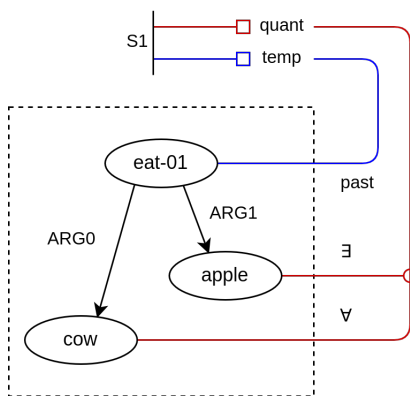 quant
S1
temp
eat-01
past
ARG1
ARG0
∃
apple
∀
cow